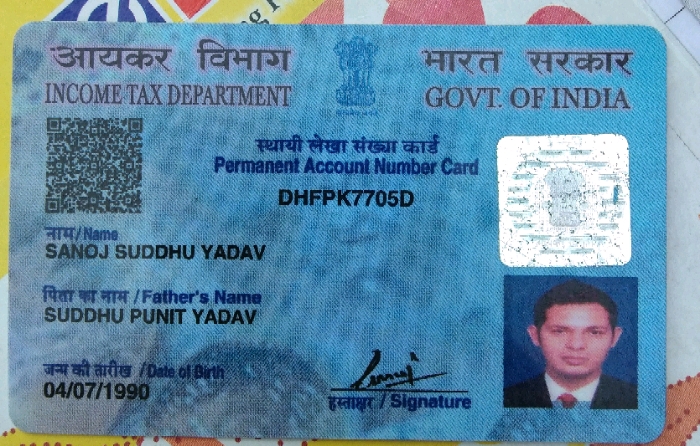 आयकर विभाग
INCOME TAX DEPARTMENT
भारत सरकार
GOVT. OF INDIA
स्थायी लेखा संख्या कार्ड
Permanent Account Number Card
DHFPK7705D
नाम/Name
SANOJ SUDDHU YADAV
पिता का नाम /Father's Name
SUDDHU PUNIT YADAV
जन्म की तारीख /Date of Birth
04/07/1990
हस्ताक्षर / Signature